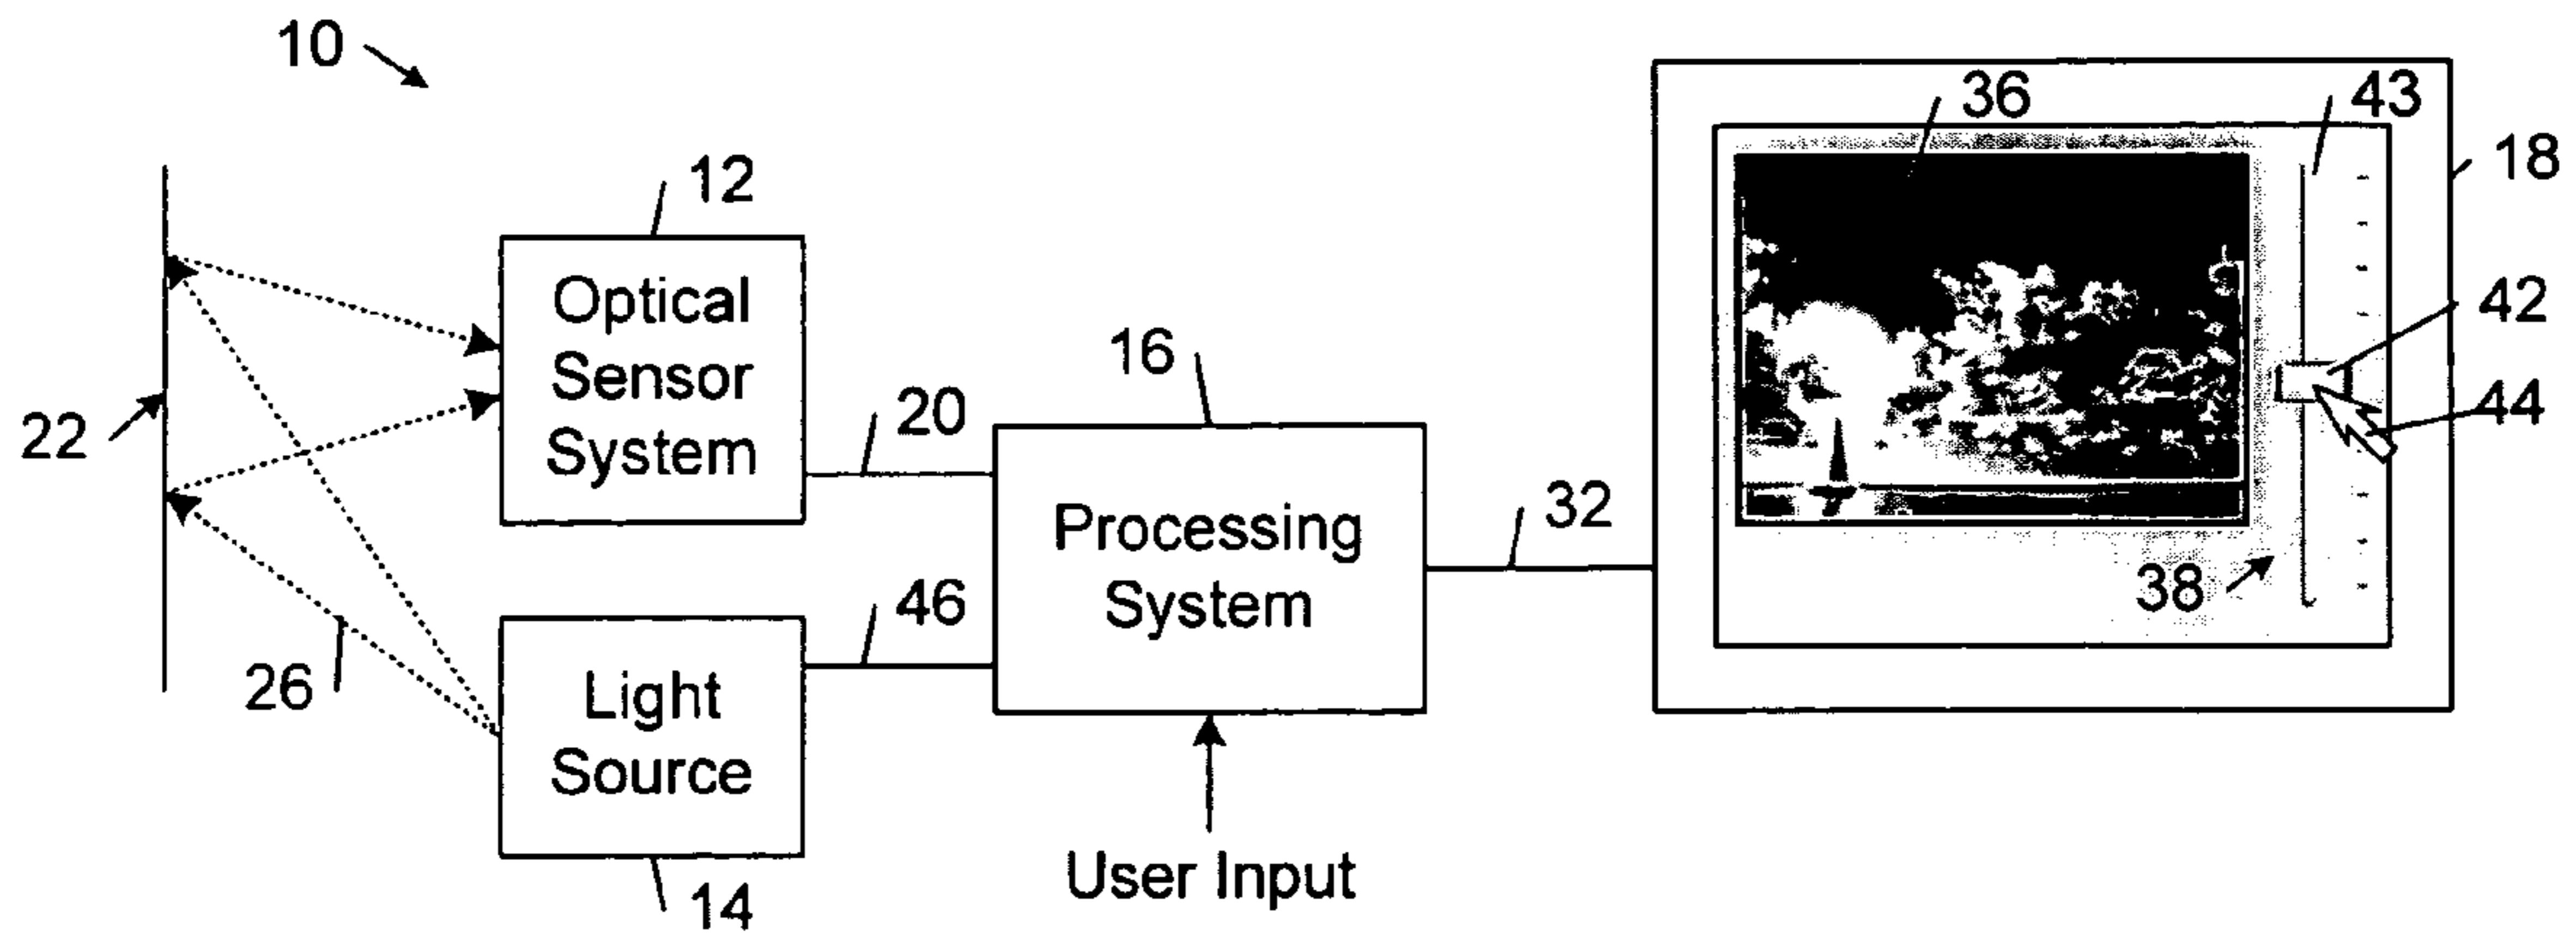 10
36
43
18
12
Optical
Sensor
System
42
16
44
22
20
Processing
System
32
38
46
26
Light
Source
User Input
14